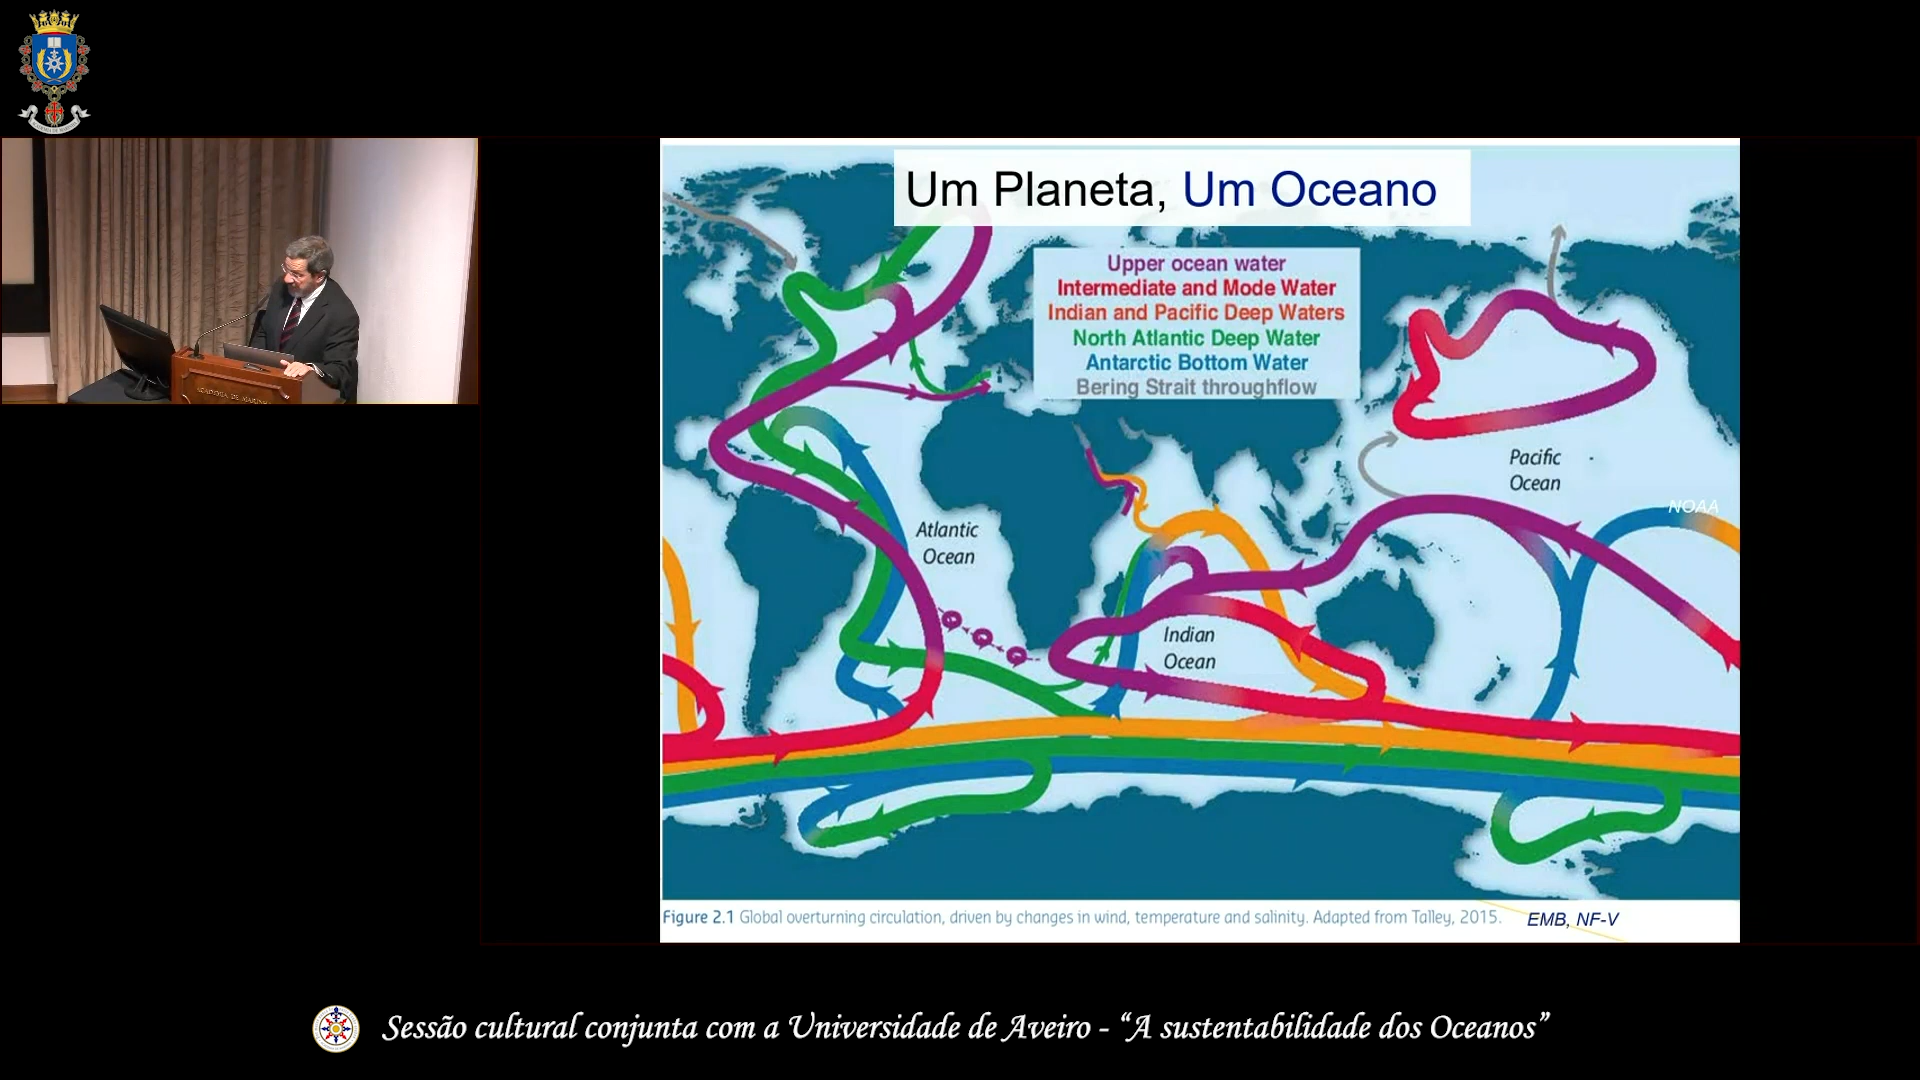 Um Planeta, Um Oceano
Upper ocean water
Intermediate and Mode Water
Indian and Pacific Deep Waters
North Atlantic Deep Water
Antarctic Bottom Water
Bering Strait throughflow
Pacific
Ocean
NOAA
Atlantic
Ocean
Indian
Ocean
ACADEMIA DE MARINHA
Figure 2.1 Global overturning circulation, driven by changes in wind, temperature and salinity. Adapted from Talley, 2015.
EMB, NF-V
Sessão cultural conjunta com a Universidade de Aveiro - “A sustentabilidade dos Oceanos”